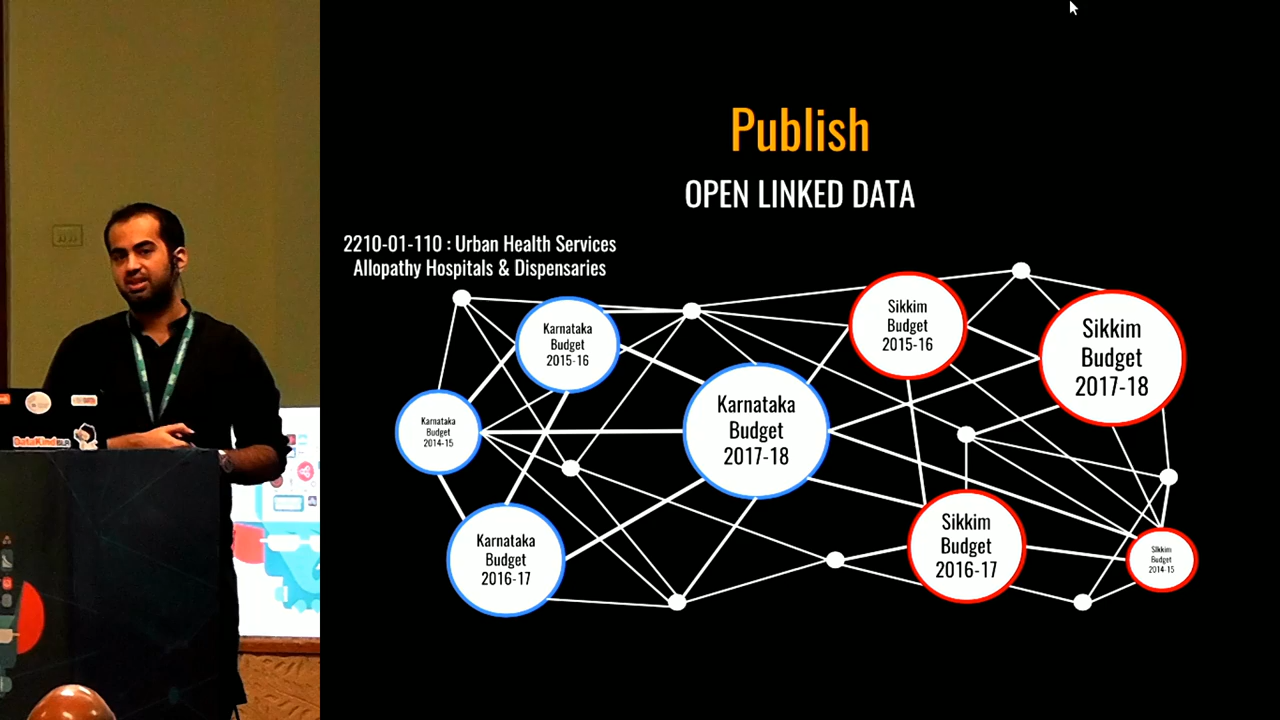 Publish
OPEN LINKED DATA
2210-01-110 : Urban Health Services
Allopathy Hospitals & Dispensaries
Karnataka
Budget
2015-16
Karnataka
Budget
2014-15
Karnataka
Budget
2016-17
Karnataka
Budget
2017-18
Sikkim
Budget
2015-16
Sikkim
Budget
2017-18
Sikkim
Budget
2016-17
Sikkim
Budget
2014-15
DataKind BLR